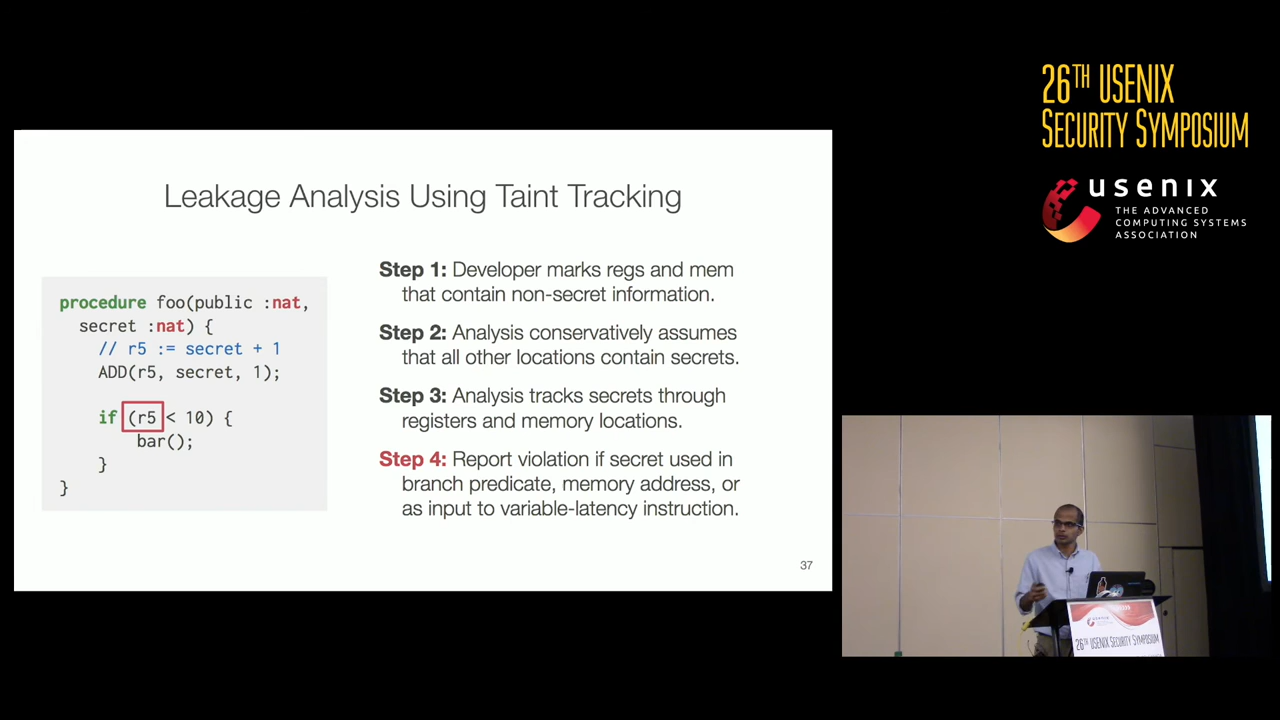 26TH USENIX
SECURITY SYMPOSIUM
usenix
THE ADVANCED
COMPUTING SYSTEMS
ASSOCIATION
Leakage Analysis Using Taint Tracking
procedure foo(public :nat,
secret :nat) {
// r5 := secret + 1
ADD(r5, secret, 1);
if (r5 < 10) {
bar();
}
}
Step 1: Developer marks regs and mem
that contain non-secret information.
Step 2: Analysis conservatively assumes
that all other locations contain secrets.
Step 3: Analysis tracks secrets through
registers and memory locations.
Step 4: Report violation if secret used in
branch predicate, memory address, or
as input to variable-latency instruction.
37
usenix
26TH USENIX SECURITY SYMPOSIUM